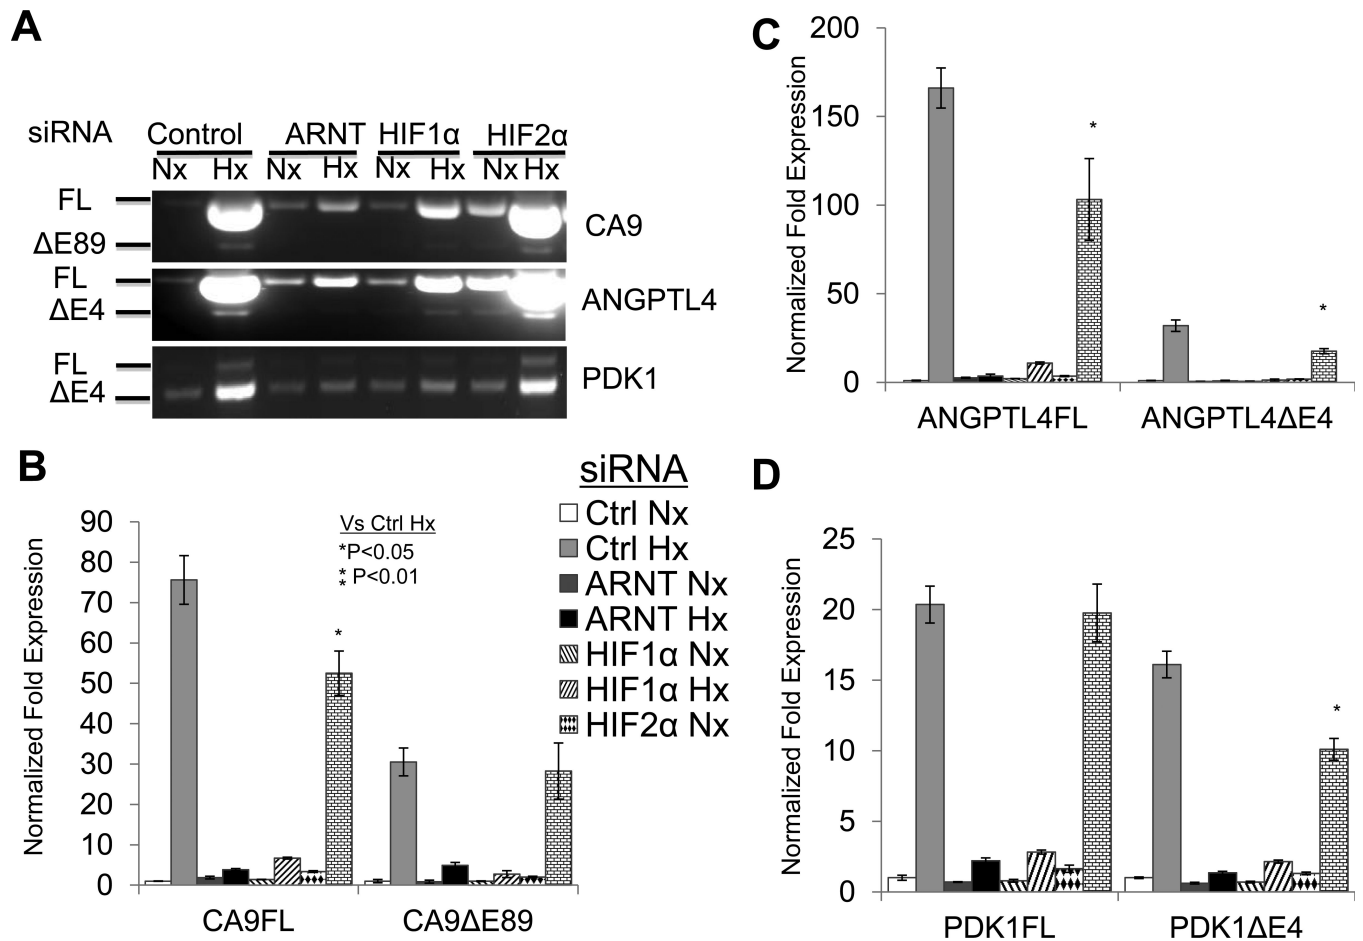 A
siRNA Control ARNT HIF1α HIF2α
Nx Hx Nx Hx Nx Hx Nx Hx
FL
ΔE89
CA9
FL
ΔE4
ANGPTL4
FL
ΔE4
PDK1
B
Normalized Fold Expression
90
80
70
60
50
40
30
20
10
0
Vs Ctrl Hx
*P<0.05
** P<0.01
*
CA9FL CA9ΔE89
siRNA
Ctrl Nx
Ctrl Hx
ARNT Nx
ARNT Hx
HIF1α Nx
HIF1α Hx
HIF2α Nx
C
Normalized Fold Expression
200
150
100
50
0
*
*
ANGPTL4FL ANGPTL4ΔE4
D
Normalized Fold Expression
25
20
15
10
5
0
*
PDK1FL PDK1ΔE4